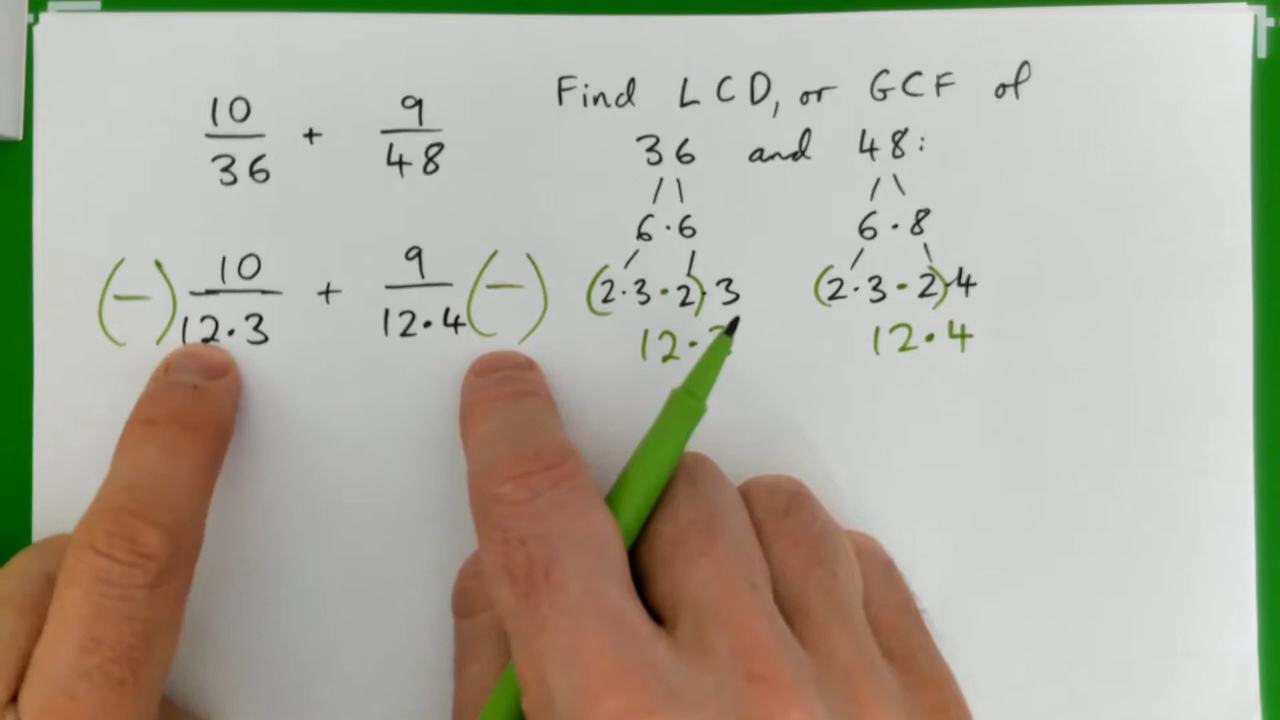 10/36 + 9/48
Find LCD, or GCF of
36 and 48:
6·6 6·8
(–) 10/12·3 + 9/12·4 (–)
(2·3·2)·3 (2·3·2)·4
12· 12·4